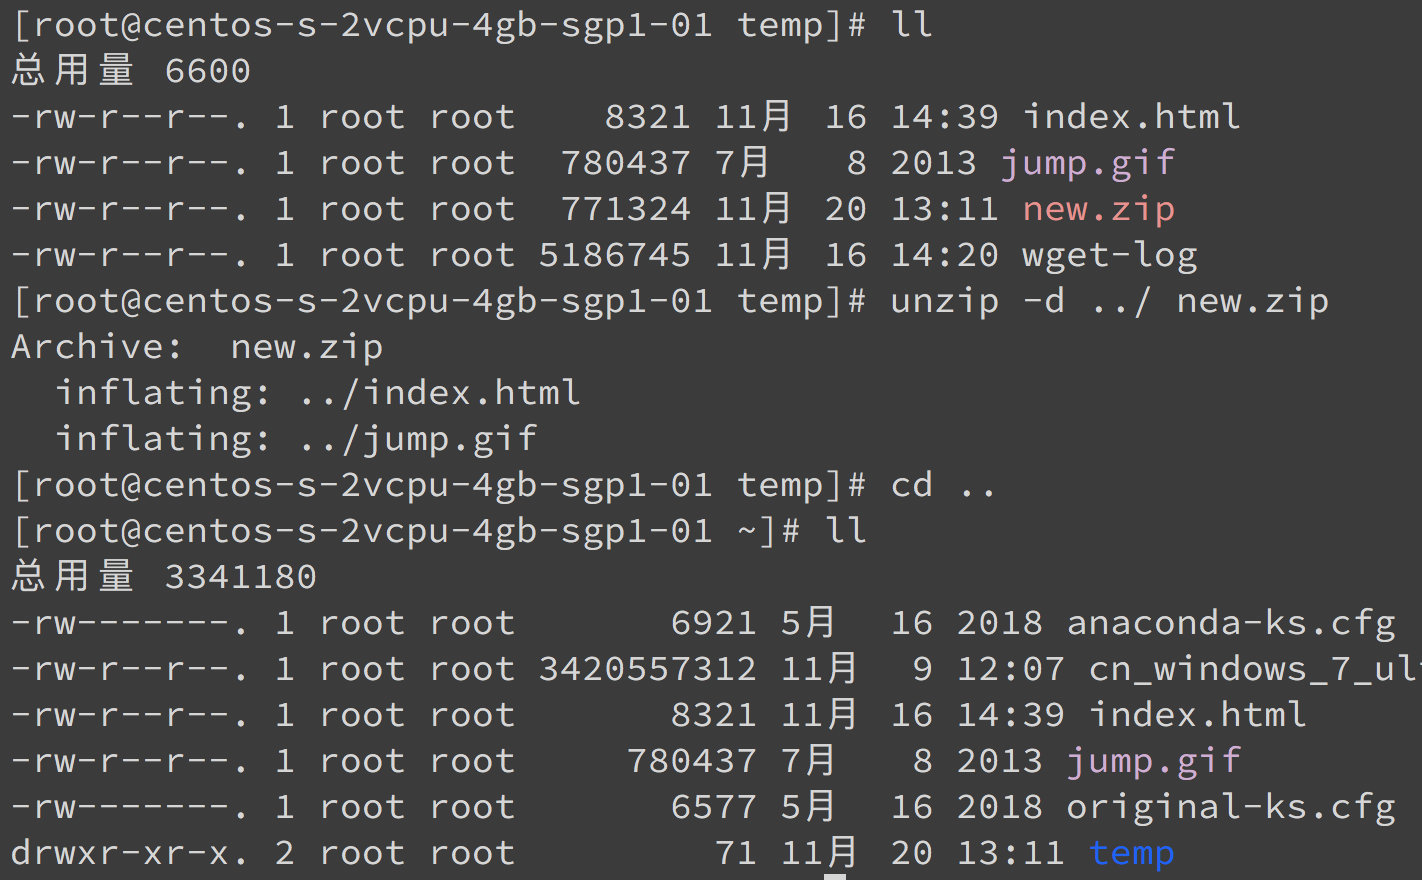 [root@centos-s-2vcpu-4gb-sgp1-01 temp]# ll
总用量 6600
-rw-r--r--. 1 root root    8321 11月 16 14:39 index.html
-rw-r--r--. 1 root root  780437 7月   8 2013 jump.gif
-rw-r--r--. 1 root root  771324 11月 20 13:11 new.zip
-rw-r--r--. 1 root root 5186745 11月 16 14:20 wget-log
[root@centos-s-2vcpu-4gb-sgp1-01 temp]# unzip -d ../ new.zip
Archive:  new.zip
  inflating: ../index.html
  inflating: ../jump.gif
[root@centos-s-2vcpu-4gb-sgp1-01 temp]# cd ..
[root@centos-s-2vcpu-4gb-sgp1-01 ~]# ll
总用量 3341180
-rw-------. 1 root root       6921 5月  16 2018 anaconda-ks.cfg
-rw-r--r--. 1 root root 3420557312 11月  9 12:07 cn_windows_7_ul
-rw-r--r--. 1 root root       8321 11月 16 14:39 index.html
-rw-r--r--. 1 root root     780437 7月   8 2013 jump.gif
-rw-------. 1 root root       6577 5月  16 2018 original-ks.cfg
drwxr-xr-x. 2 root root         71 11月 20 13:11 temp